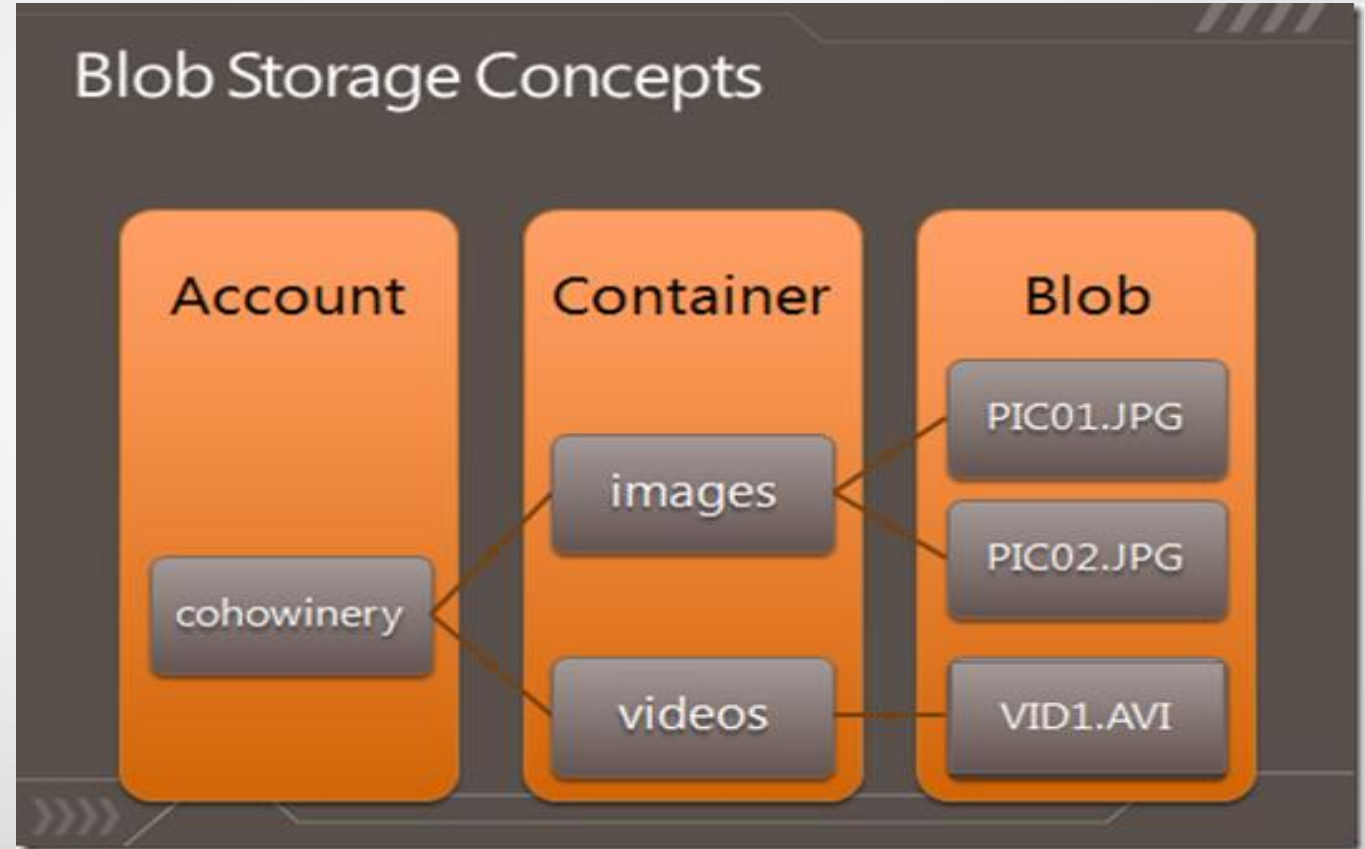 Blob Storage Concepts
Account
Container
Blob
cohowinery
images
videos
PIC01.JPG
PIC02.JPG
VID1.AVI